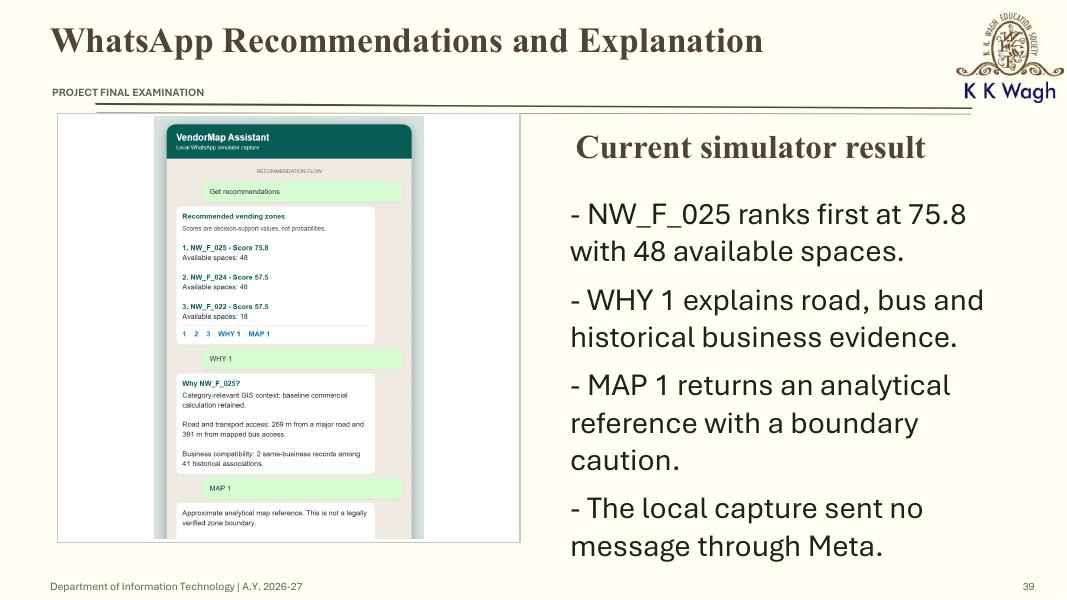 WhatsApp Recommendations and Explanation
K. K. WAGH EDUCATION SOCIETY
K K Wagh
PROJECT FINAL EXAMINATION
VendorMap Assistant
Local WhatsApp simulator capture
RECOMMENDATION FLOW
Get recommendations
Recommended vending zones
Scores are decision-support values, not probabilities.
1. NW_F_025 - Score 75.8
Available spaces: 48
2. NW_F_024 - Score 57.5
Available spaces: 46
3. NW_F_022 - Score 57.5
Available spaces: 18
1 2 3 WHY 1 MAP 1
WHY 1
Why NW_F_025?
Category-relevant GIS context: baseline commercial
calculation retained.
Road and transport access: 269 m from a major road and
391 m from mapped bus access.
Business compatibility: 2 same-business records among
41 historical associations.
MAP 1
Approximate analytical map reference. This is not a legally
verified zone boundary.
Current simulator result
- NW_F_025 ranks first at 75.8
with 48 available spaces.
- WHY 1 explains road, bus and
historical business evidence.
- MAP 1 returns an analytical
reference with a boundary
caution.
- The local capture sent no
message through Meta.
Department of Information Technology | A.Y. 2026-27
39